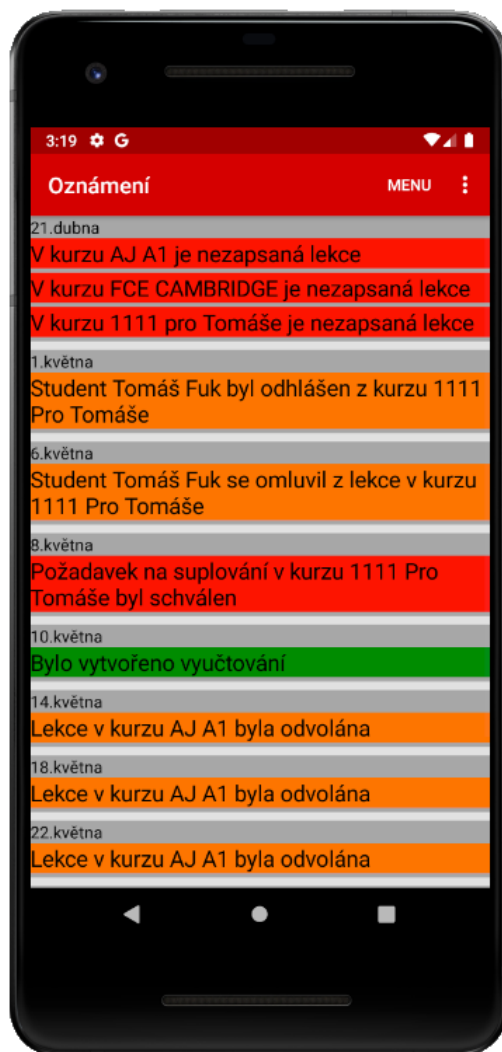 3:19 G
Oznámení MENU
21.dubna
V kurzu AJ A1 je nezapsaná lekce
V kurzu FCE CAMBRIDGE je nezapsaná lekce
V kurzu 1111 pro Tomáše je nezapsaná lekce
1.května
Student Tomáš Fuk byl odhlášen z kurzu 1111
Pro Tomáše
6.května
Student Tomáš Fuk se omluvil z lekce v kurzu
1111 Pro Tomáše
8.května
Požadavek na suplování v kurzu 1111 Pro
Tomáše byl schválen
10.května
Bylo vytvořeno vyučtování
14.května
Lekce v kurzu AJ A1 byla odvolána
18.května
Lekce v kurzu AJ A1 byla odvolána
22.května
Lekce v kurzu AJ A1 byla odvolána